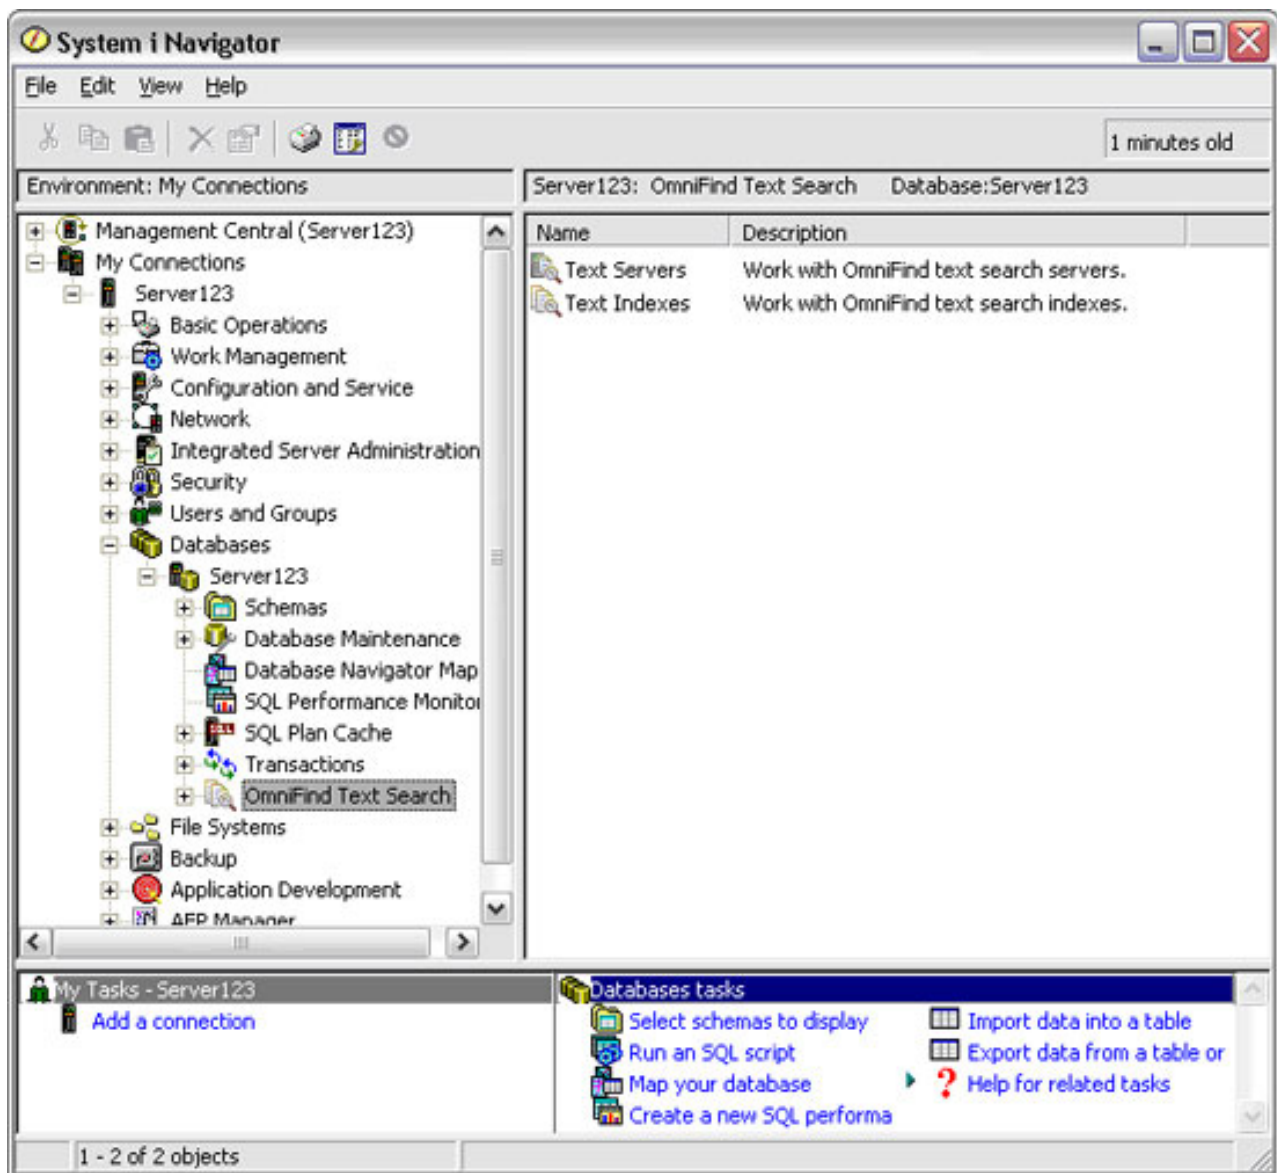 System i Navigator
File Edit View Help
1 minutes old
Environment: My Connections
Server123: OmniFind Text Search Database:Server123
Management Central (Server123)
My Connections
Server123
Basic Operations
Work Management
Configuration and Service
Network
Integrated Server Administration
Security
Users and Groups
Databases
Server123
Schemas
Database Maintenance
Database Navigator Map
SQL Performance Monitor
SQL Plan Cache
Transactions
OmniFind Text Search
File Systems
Backup
Application Development
AFP Manager
Name Description
Text Servers Work with OmniFind text search servers.
Text Indexes Work with OmniFind text search indexes.
My Tasks - Server123
Add a connection
Databases tasks
Select schemas to display
Run an SQL script
Map your database
Create a new SQL performa
Import data into a table
Export data from a table or
Help for related tasks
1 - 2 of 2 objects